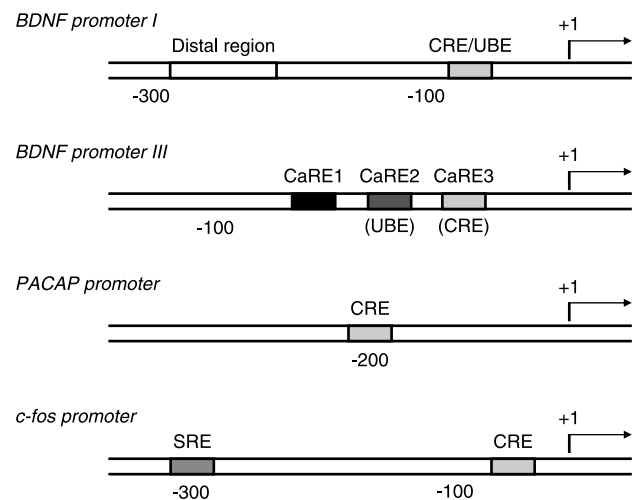 BDNF promoter I
+1
Distal region CRE/UBE
-300 -100
BDNF promoter III
+1
CaRE1 CaRE2 CaRE3
(UBE) (CRE)
-100
PACAP promoter
+1
CRE
-200
c-fos promoter
+1
SRE CRE
-300 -100